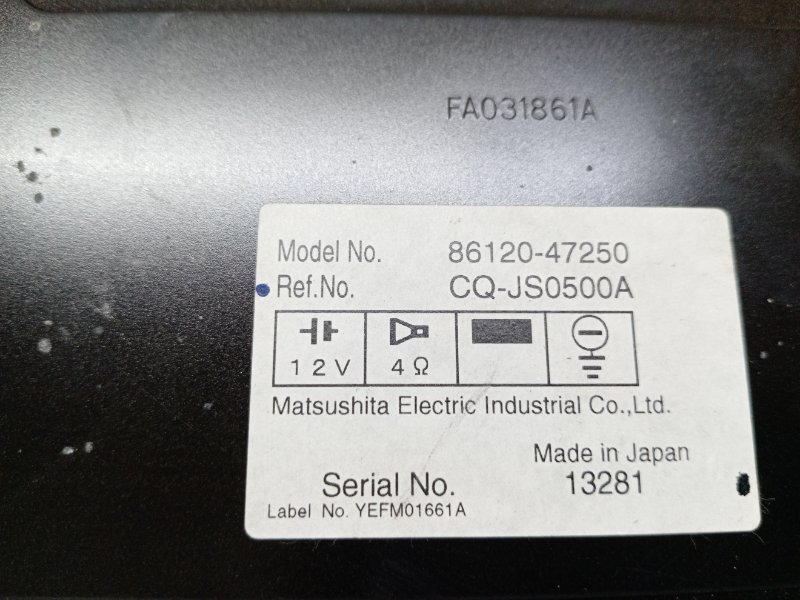 FA031861A
Model No. 86120-47250
Ref.No. CQ-JS0500A
12V 4Ω
Matsushita Electric Industrial Co.,Ltd.
Made in Japan
Serial No. 13281
Label No. YEFM01661A